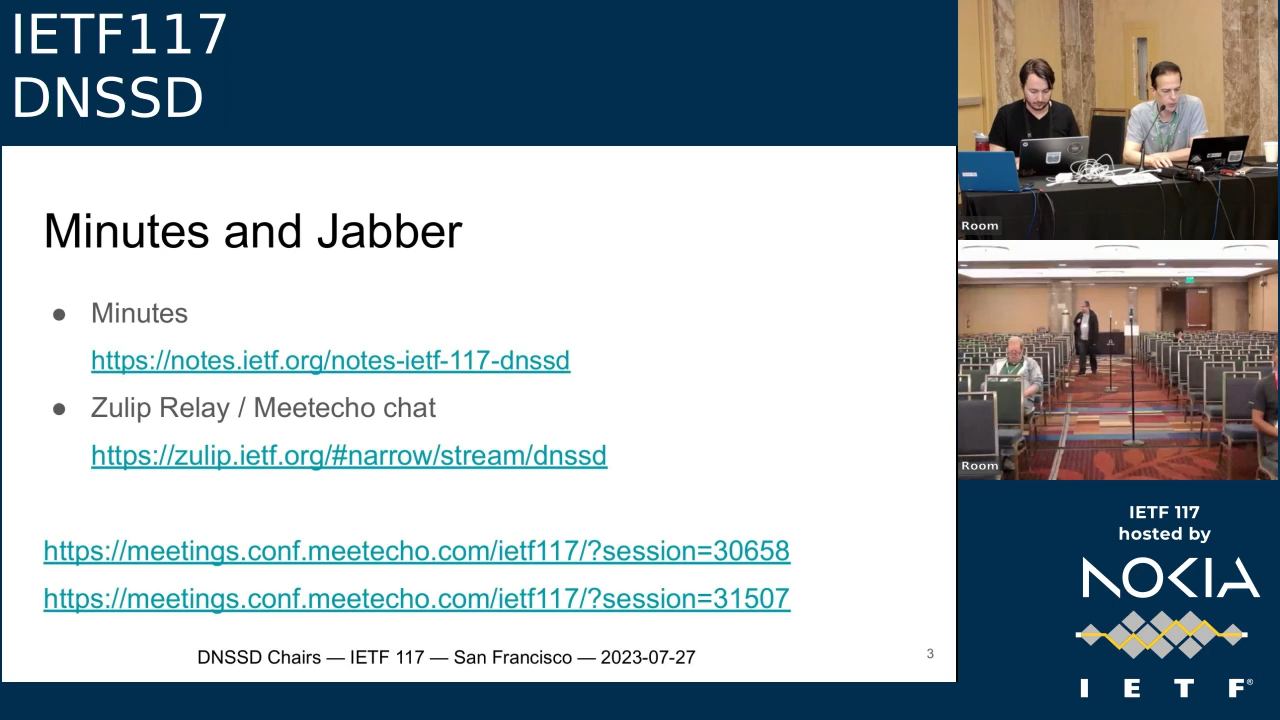 IETF117
DNSSD
Minutes and Jabber
● Minutes
https://notes.ietf.org/notes-ietf-117-dnssd
● Zulip Relay / Meetecho chat
https://zulip.ietf.org/#narrow/stream/dnssd
https://meetings.conf.meetecho.com/ietf117/?session=30658
https://meetings.conf.meetecho.com/ietf117/?session=31507
DNSSD Chairs — IETF 117 — San Francisco — 2023-07-27
3
Room
Room
IETF 117
hosted by
NOKIA
I E T F®